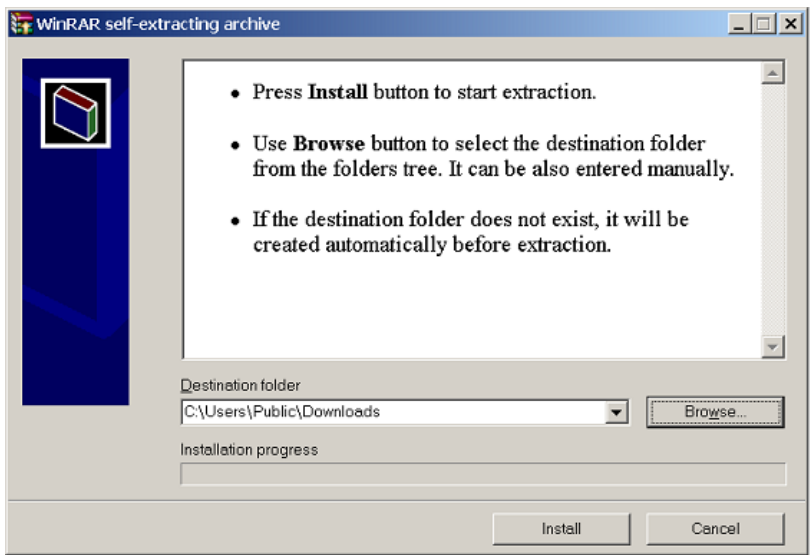 WinRAR self-extracting archive
• Press Install button to start extraction.
• Use Browse button to select the destination folder
from the folders tree. It can be also entered manually.
• If the destination folder does not exist, it will be
created automatically before extraction.
Destination folder
C:\Users\Public\Downloads
Browse...
Installation progress
Install
Cancel